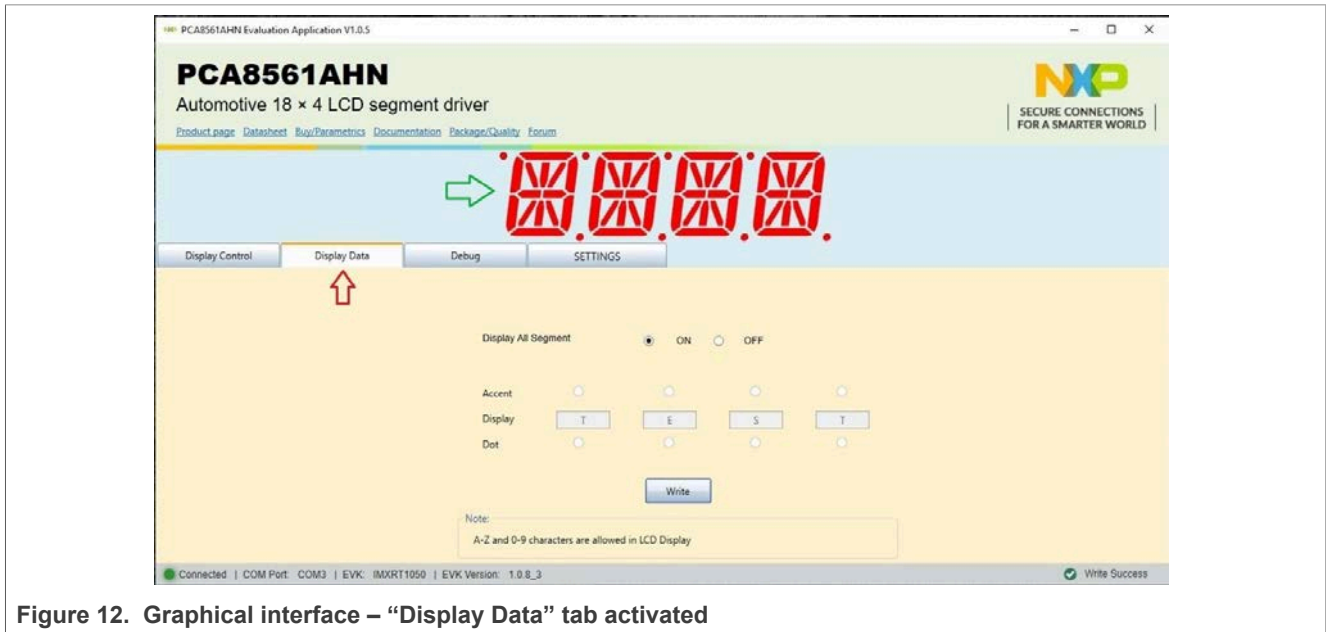 PCA8561AHN Evaluation Application V1.0.5
PCA8561AHN
Automotive 18 × 4 LCD segment driver
Product page Datasheet Buy/Parametrics Documentation Package/Quality Forum
NXP
SECURE CONNECTIONS
FOR A SMARTER WORLD
Display Control Display Data Debug SETTINGS
Display All Segment ON OFF
Accent
Display T E S T
Dot
Write
Note:
A-Z and 0-9 characters are allowed in LCD Display
Connected | COM Port: COM3 | EVK: IMXRT1050 | EVK Version: 1.0.8_3 Write Success
Figure 12. Graphical interface – “Display Data” tab activated